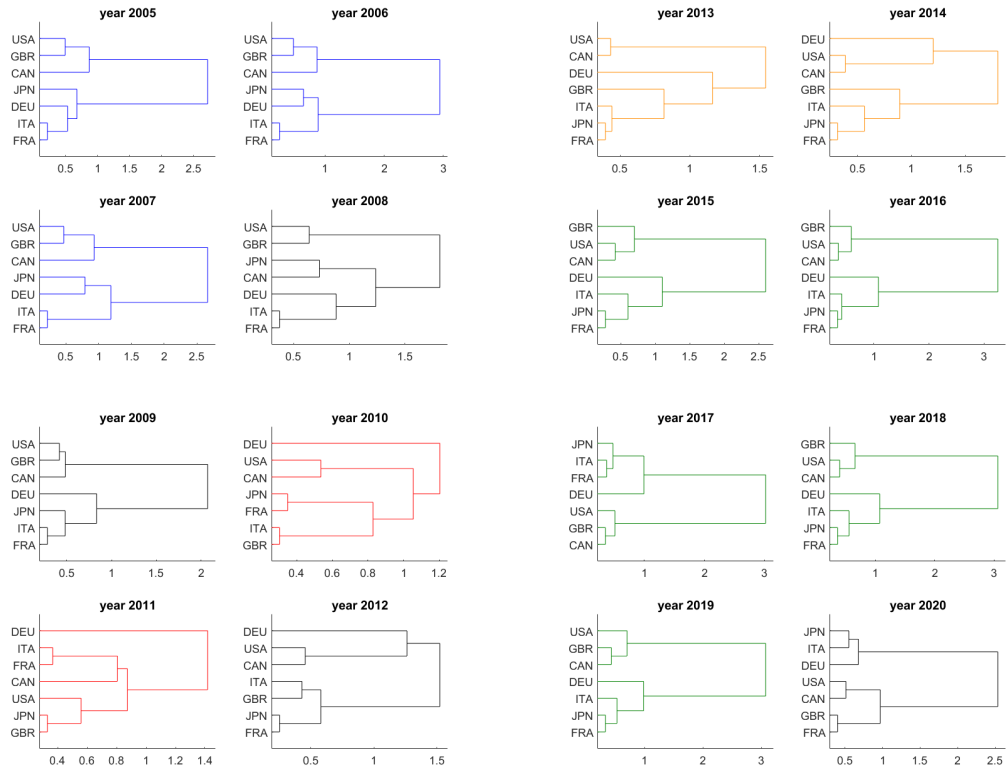 year 2005
USA
GBR
CAN
JPN
DEU
ITA
FRA
0.5 1 1.5 2 2.5
year 2006
USA
GBR
CAN
JPN
DEU
ITA
FRA
1 2 3
year 2013
USA
CAN
DEU
GBR
ITA
JPN
FRA
0.5 1 1.5
year 2014
DEU
USA
CAN
GBR
ITA
JPN
FRA
0.5 1 1.5
year 2007
USA
GBR
CAN
JPN
DEU
ITA
FRA
0.5 1 1.5 2 2.5
year 2008
USA
GBR
JPN
CAN
DEU
ITA
FRA
0.5 1 1.5
year 2015
GBR
USA
CAN
DEU
ITA
JPN
FRA
0.5 1 1.5 2 2.5
year 2016
GBR
USA
CAN
DEU
ITA
JPN
FRA
1 2 3
year 2009
USA
GBR
CAN
DEU
JPN
ITA
FRA
0.5 1 1.5 2
year 2010
DEU
USA
CAN
JPN
FRA
ITA
GBR
0.4 0.6 0.8 1 1.2
year 2017
JPN
ITA
FRA
DEU
USA
GBR
CAN
1 2 3
year 2018
GBR
USA
CAN
DEU
ITA
JPN
FRA
1 2 3
year 2011
DEU
ITA
FRA
CAN
USA
JPN
GBR
0.4 0.6 0.8 1 1.2 1.4
year 2012
DEU
USA
CAN
ITA
GBR
JPN
FRA
0.5 1 1.5
year 2019
USA
GBR
CAN
DEU
ITA
JPN
FRA
1 2 3
year 2020
JPN
ITA
DEU
USA
CAN
GBR
FRA
0.5 1 1.5 2 2.5